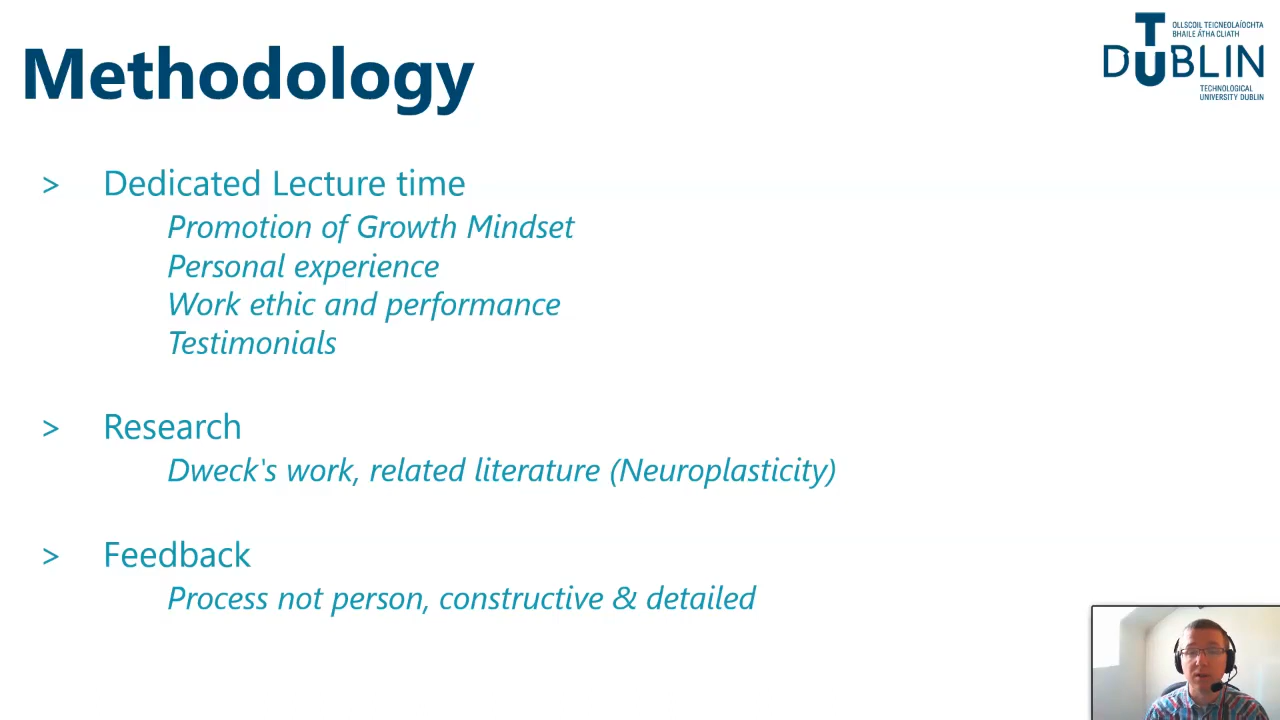 Methodology
OLLSCOIL TEICNEOLAÍOCHTA
BHAILE ÁTHA CLIATH
TU DUBLIN
TECHNOLOGICAL
UNIVERSITY DUBLIN
> Dedicated Lecture time
Promotion of Growth Mindset
Personal experience
Work ethic and performance
Testimonials
> Research
Dweck's work, related literature (Neuroplasticity)
> Feedback
Process not person, constructive & detailed